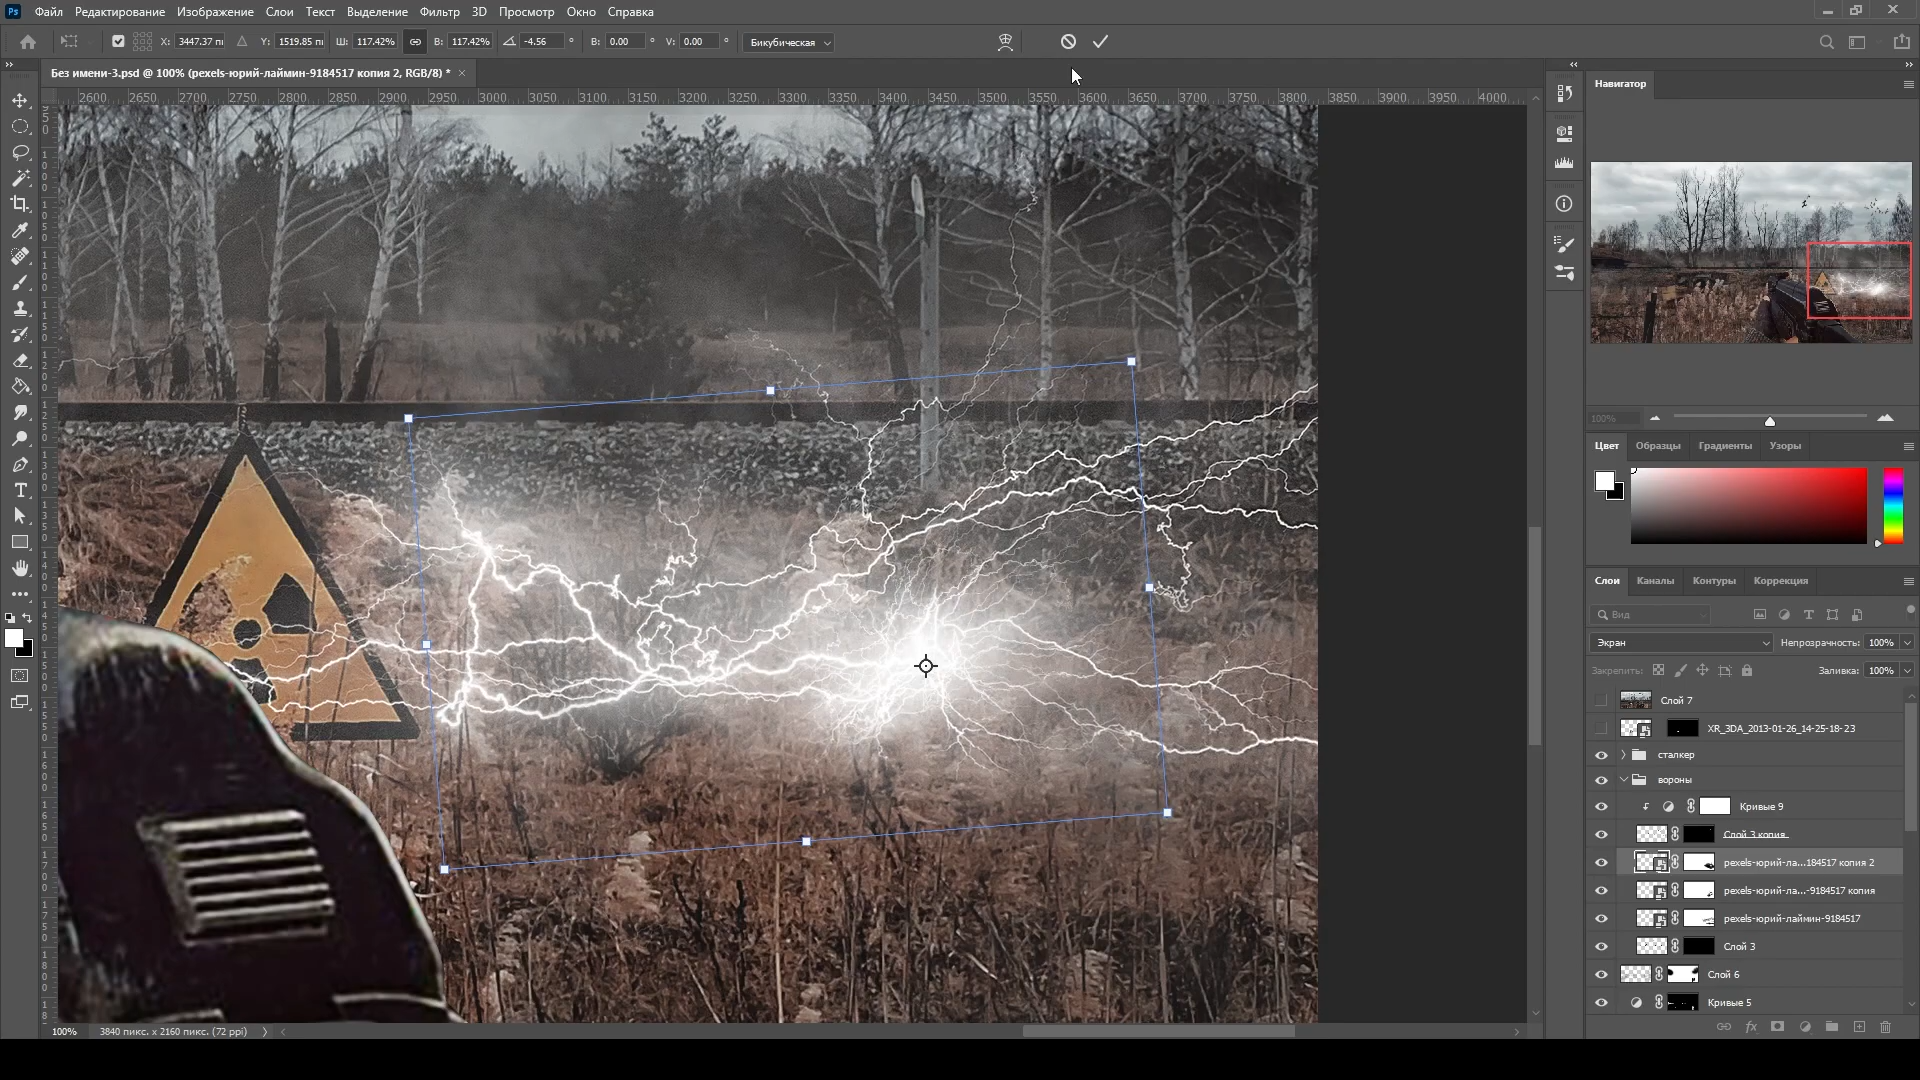 Ps Файл Редактирование Изображение Слои Текст Выделение Фильтр 3D Просмотр Окно Справка
X: 3447.37 пı Y: 1519.85 пı Ш: 117.42% В: 117.42% -4.56 ° В: 0.00 ° V: 0.00 ° Бикубическая
Без имени-3.psd @ 100% (pexels-юрий-лаймин-9184517 копия 2, RGB/8) * ×
2600 2650 2700 2750 2800 2850 2900 2950 3000 3050 3100 3150 3200 3250 3300 3350 3400 3450 3500 3550 3600 3650 3700 3750 3800 3850 3900 3950 4000
Навигатор
100%
Цвет Образцы Градиенты Узоры
Слои Каналы Контуры Коррекция
Вид
Экран Непрозрачность: 100%
Закрепить: Заливка: 100%
Слой 7
XR_3DA_2013-01-26_14-25-18-23
сталкер
вороны
Кривые 9
Слой 3 копия
pexels-юрий-ла...184517 копия 2
pexels-юрий-ла...-9184517 копия
pexels-юрий-лаймин-9184517
Слой 3
Слой 6
Кривые 5
fx
100% 3840 пикс. x 2160 пикс. (72 ppi)